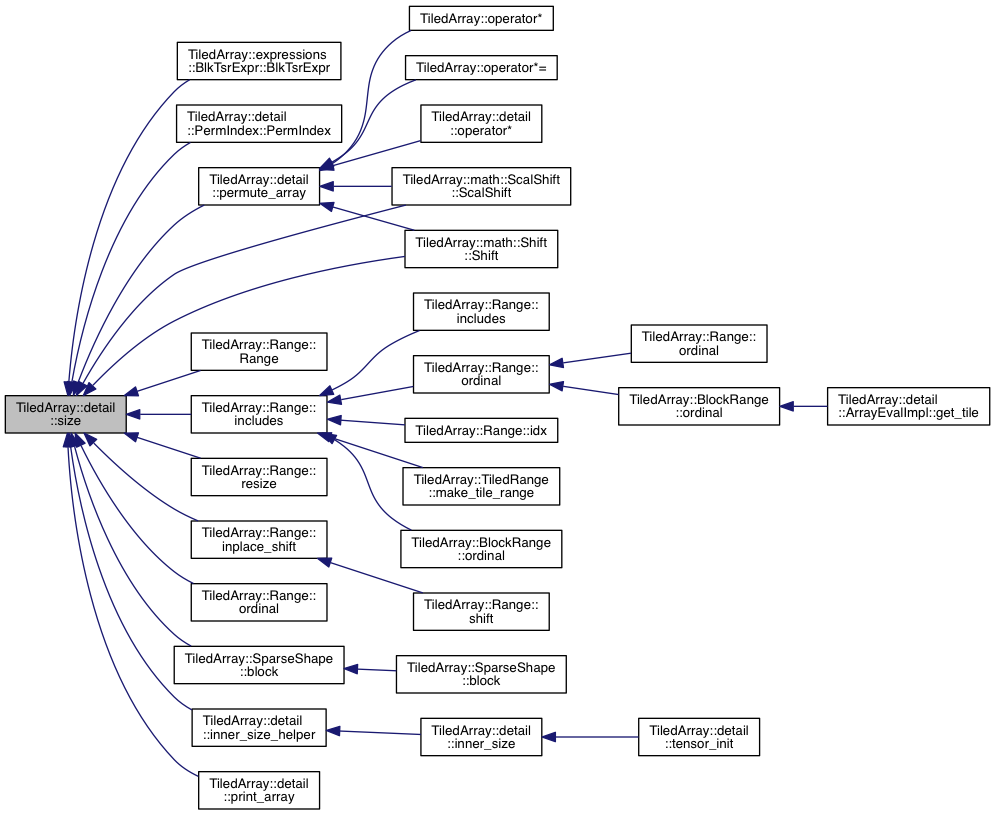 TiledArray::operator*
TiledArray::expressions
::BlkTsrExpr::BlkTsrExpr
TiledArray::operator*=
TiledArray::detail
::PermIndex::PermIndex
TiledArray::detail
::operator*
TiledArray::detail
::permute_array
TiledArray::math::ScalShift
::ScalShift
TiledArray::math::Shift
::Shift
TiledArray::Range::
includes
TiledArray::Range::
Range
TiledArray::Range::
ordinal
TiledArray::Range::
ordinal
TiledArray::detail
::size
TiledArray::Range::
includes
TiledArray::BlockRange
::ordinal
TiledArray::detail
::ArrayEvalImpl::get_tile
TiledArray::Range::idx
TiledArray::Range::
resize
TiledArray::TiledRange
::make_tile_range
TiledArray::Range::
inplace_shift
TiledArray::BlockRange
::ordinal
TiledArray::Range::
ordinal
TiledArray::Range::
shift
TiledArray::SparseShape
::block
TiledArray::SparseShape
::block
TiledArray::detail
::inner_size_helper
TiledArray::detail
::inner_size
TiledArray::detail
::tensor_init
TiledArray::detail
::print_array